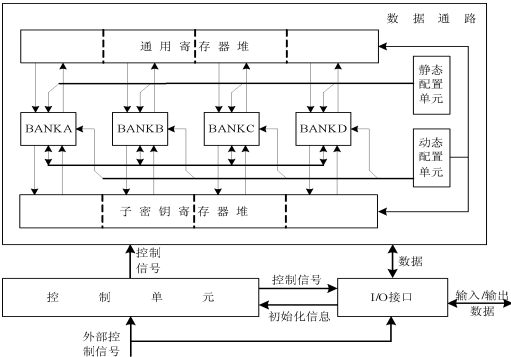 数据通路
通用寄存器堆
静态
配置
单元
BANKA
BANKB
BANKC
BANKD
动态
配置
单元
子密钥寄存器堆
控制
信号
数据
控制单元
控制信号
初始化信息
I/O接口
输入/输出
数据
外部控
制信号